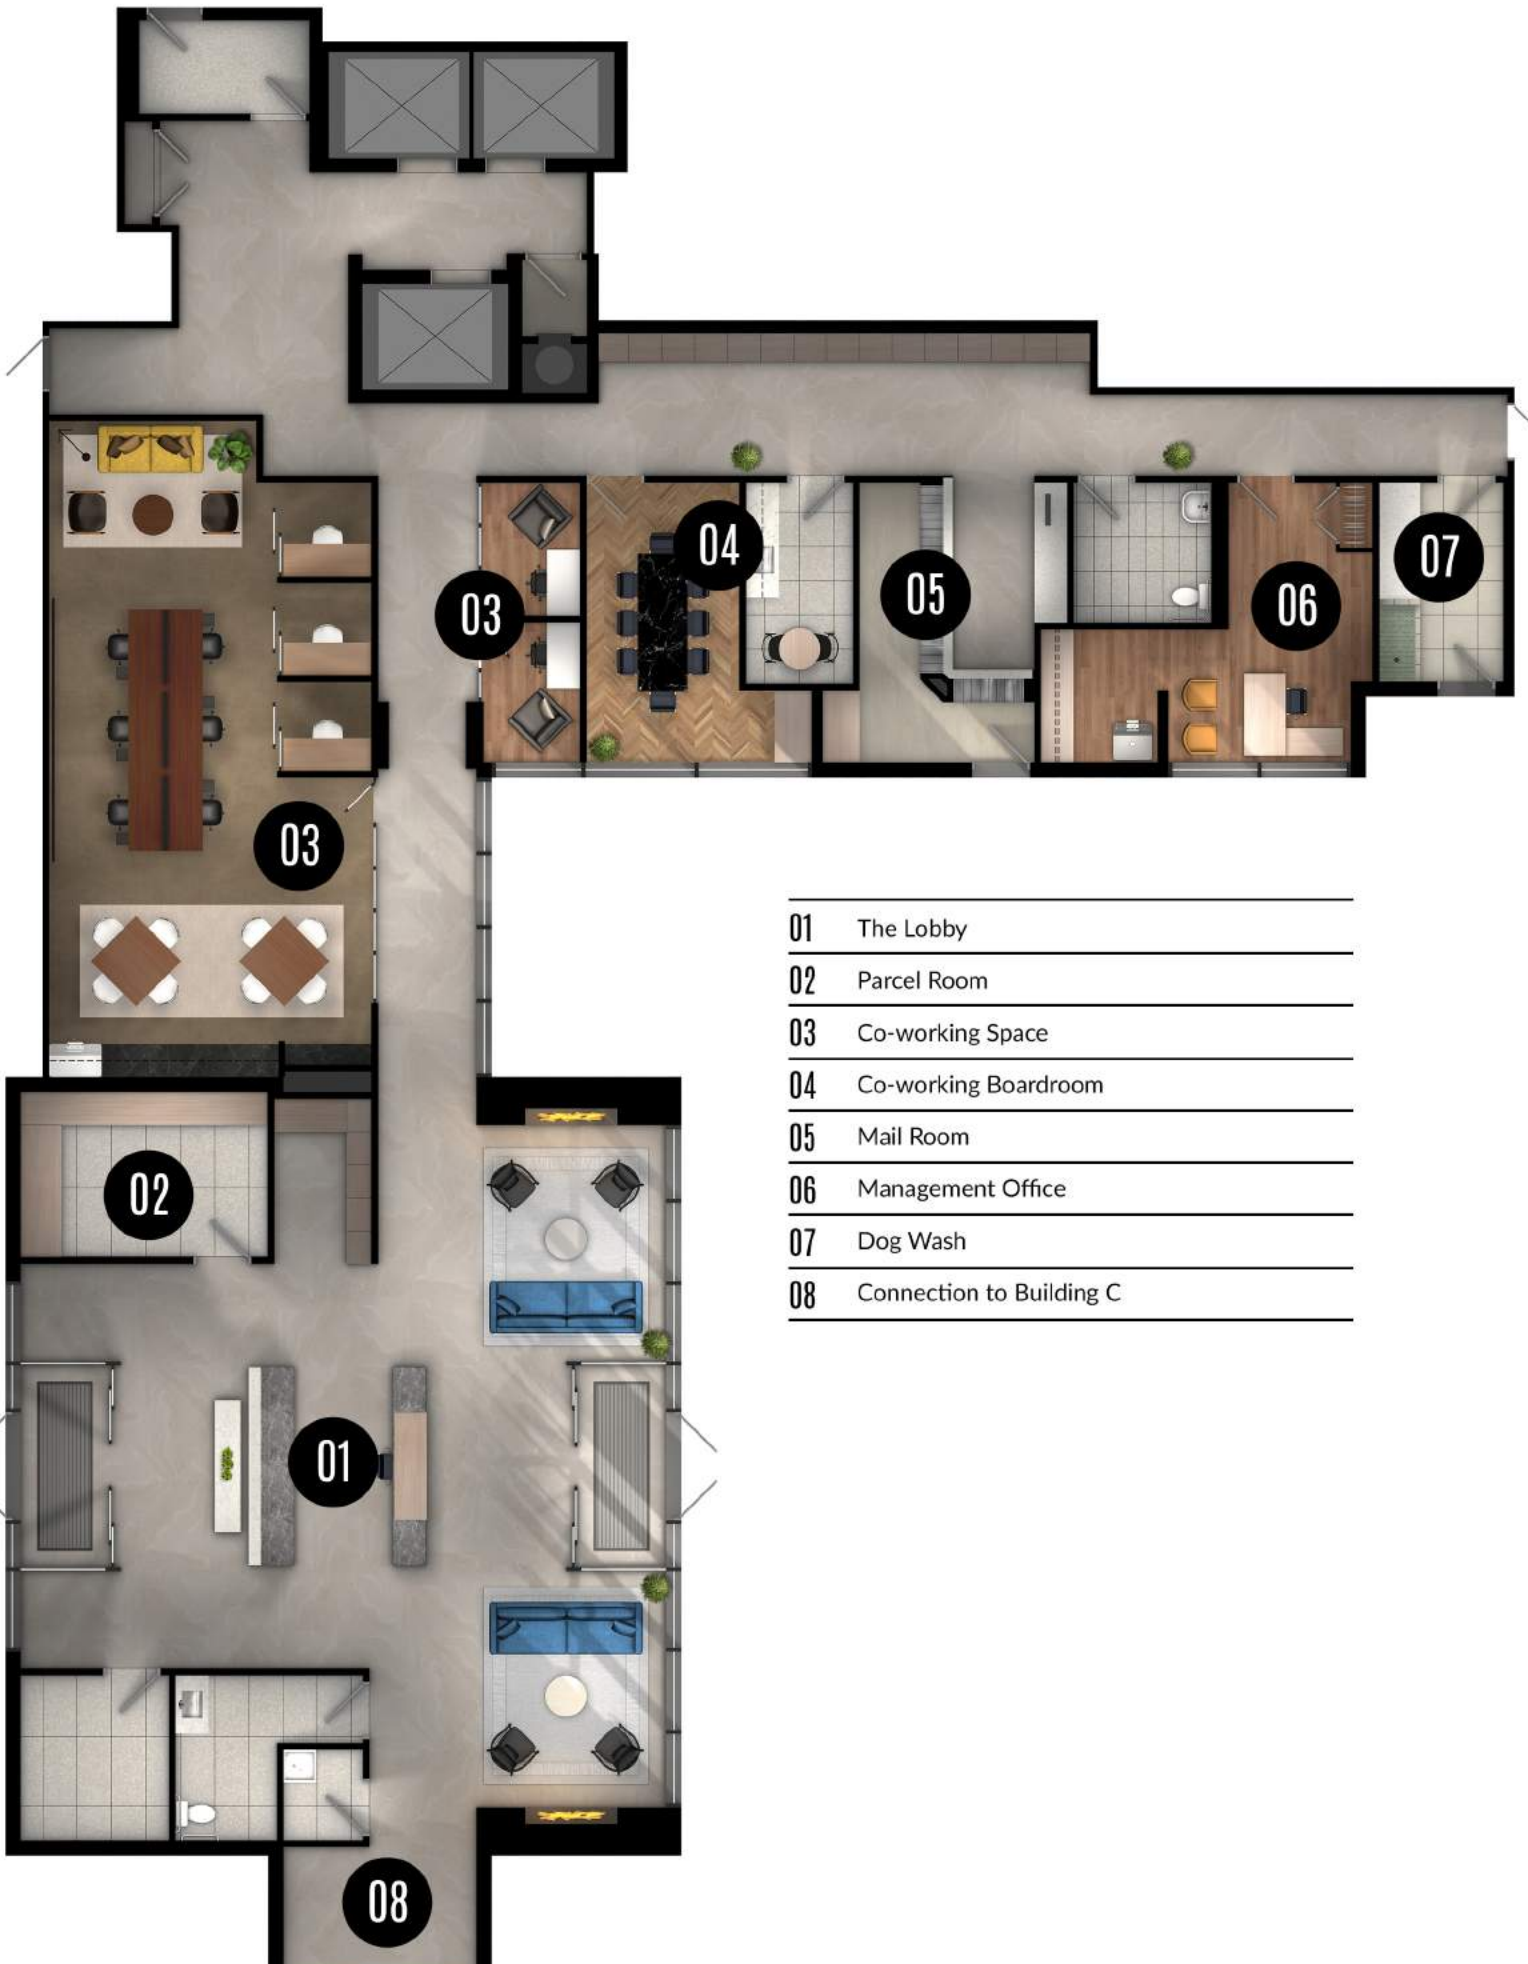 04
07
05
06
03
03
01 The Lobby
02 Parcel Room
03 Co-working Space
04 Co-working Boardroom
05 Mail Room
06 Management Office
07 Dog Wash
08 Connection to Building C
02
01
08